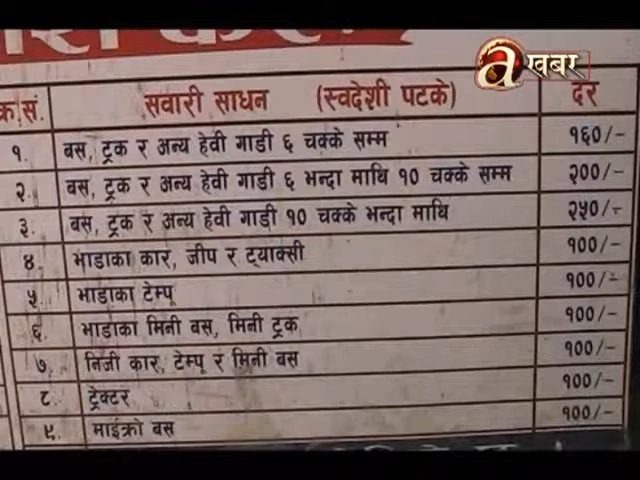 a खबर
क्र.सं. सवारी साधन (स्वदेशी पटके) दर
१. बस, ट्रक र अन्य हेवी गाडी ६ चक्के सम्म १६०/-
२. बस, ट्रक र अन्य हेवी गाडी ६ भन्दा माथि १० चक्के सम्म २००/-
३. बस, ट्रक र अन्य हेवी गाडी १० चक्के भन्दा माथि २५०/-
४. भाडाका कार, जीप र ट्याक्सी १००/-
५. भाडाका टेम्पू १००/-
६. भाडाका मिनी बस, मिनी ट्रक १००/-
७. निजी कार, टेम्पू र मिनी बस १००/-
८. ट्रेक्टर १००/-
९. माईक्रो बस १००/-